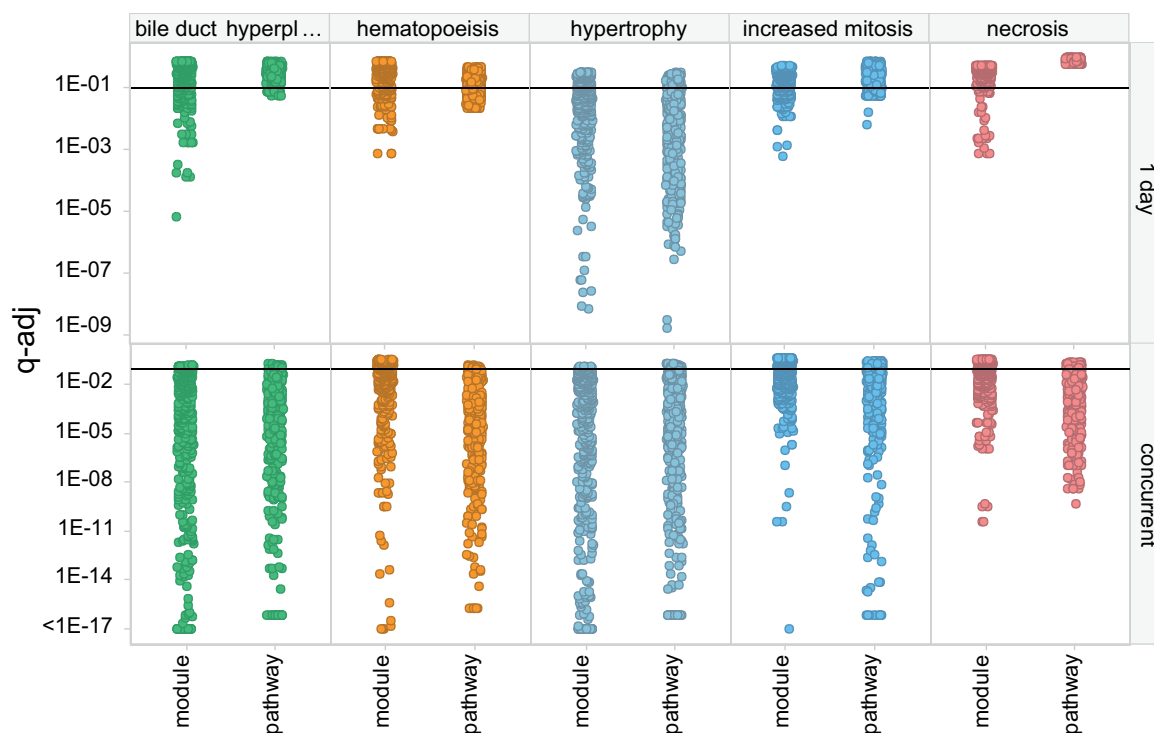 bile duct hyperpl ... hematopoeisis hypertrophy increased mitosis necrosis
1E-01
1E-03
1E-05
1E-07
1E-09
1 day
q-adj
1E-02
1E-05
1E-08
1E-11
1E-14
<1E-17
concurrent
module pathway module pathway module pathway module pathway module pathway